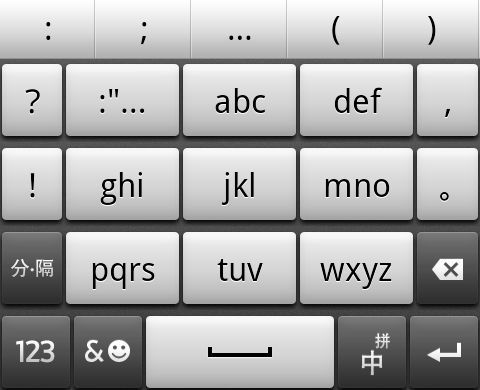 : ; ... ( )
? :"... abc def ,
! ghi jkl mno 。
分·隔 pqrs tuv wxyz
123 &☺ 拼中